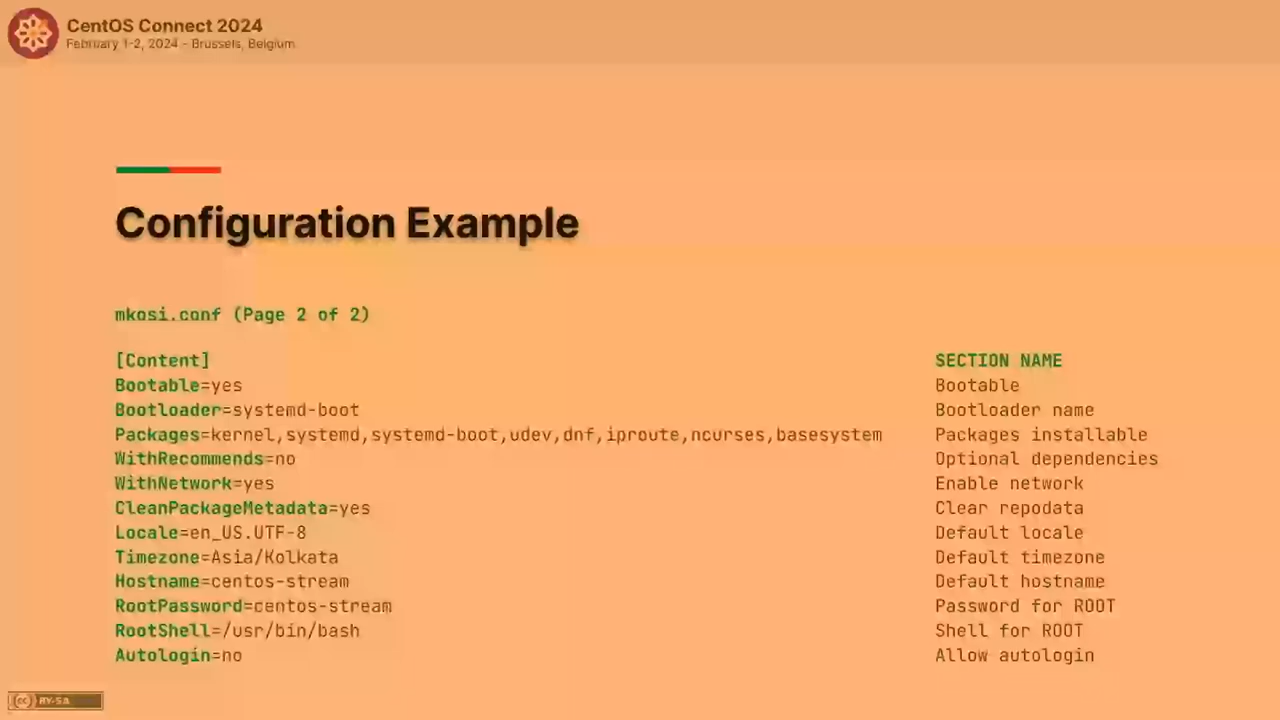 CentOS Connect 2024
February 1-2, 2024 - Brussels, Belgium
Configuration Example
mkosi.conf (Page 2 of 2)
[Content] SECTION NAME
Bootable=yes Bootable
Bootloader=systemd-boot Bootloader name
Packages=kernel,systemd,systemd-boot,udev,dnf,iproute,ncurses,basesystem Packages installable
WithRecommends=no Optional dependencies
WithNetwork=yes Enable network
CleanPackageMetadata=yes Clear repodata
Locale=en_US.UTF-8 Default locale
Timezone=Asia/Kolkata Default timezone
Hostname=centos-stream Default hostname
RootPassword=centos-stream Password for ROOT
RootShell=/usr/bin/bash Shell for ROOT
Autologin=no Allow autologin
cc BY-SA